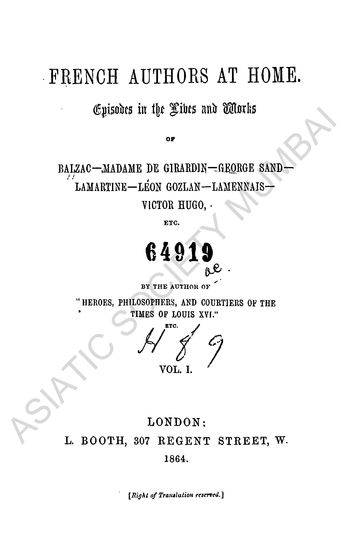 FRENCH AUTHORS AT HOME.
Episodes in the Lives and Works
OF
BALZAC—MADAME DE GIRARDIN—GEORGE SAND—
LAMARTINE—LÉON GOZLAN—LAMENNAIS—
VICTOR HUGO,
ETC.
64919
BY THE AUTHOR OF
"HEROES, PHILOSOPHERS, AND COURTIERS OF THE
TIMES OF LOUIS XVI."
ETC.
H 89
VOL. I.
LONDON:
L. BOOTH, 307 REGENT STREET, W.
1864.
[Right of Translation reserved.]
ASIATIC SOCIETY MUMBAI